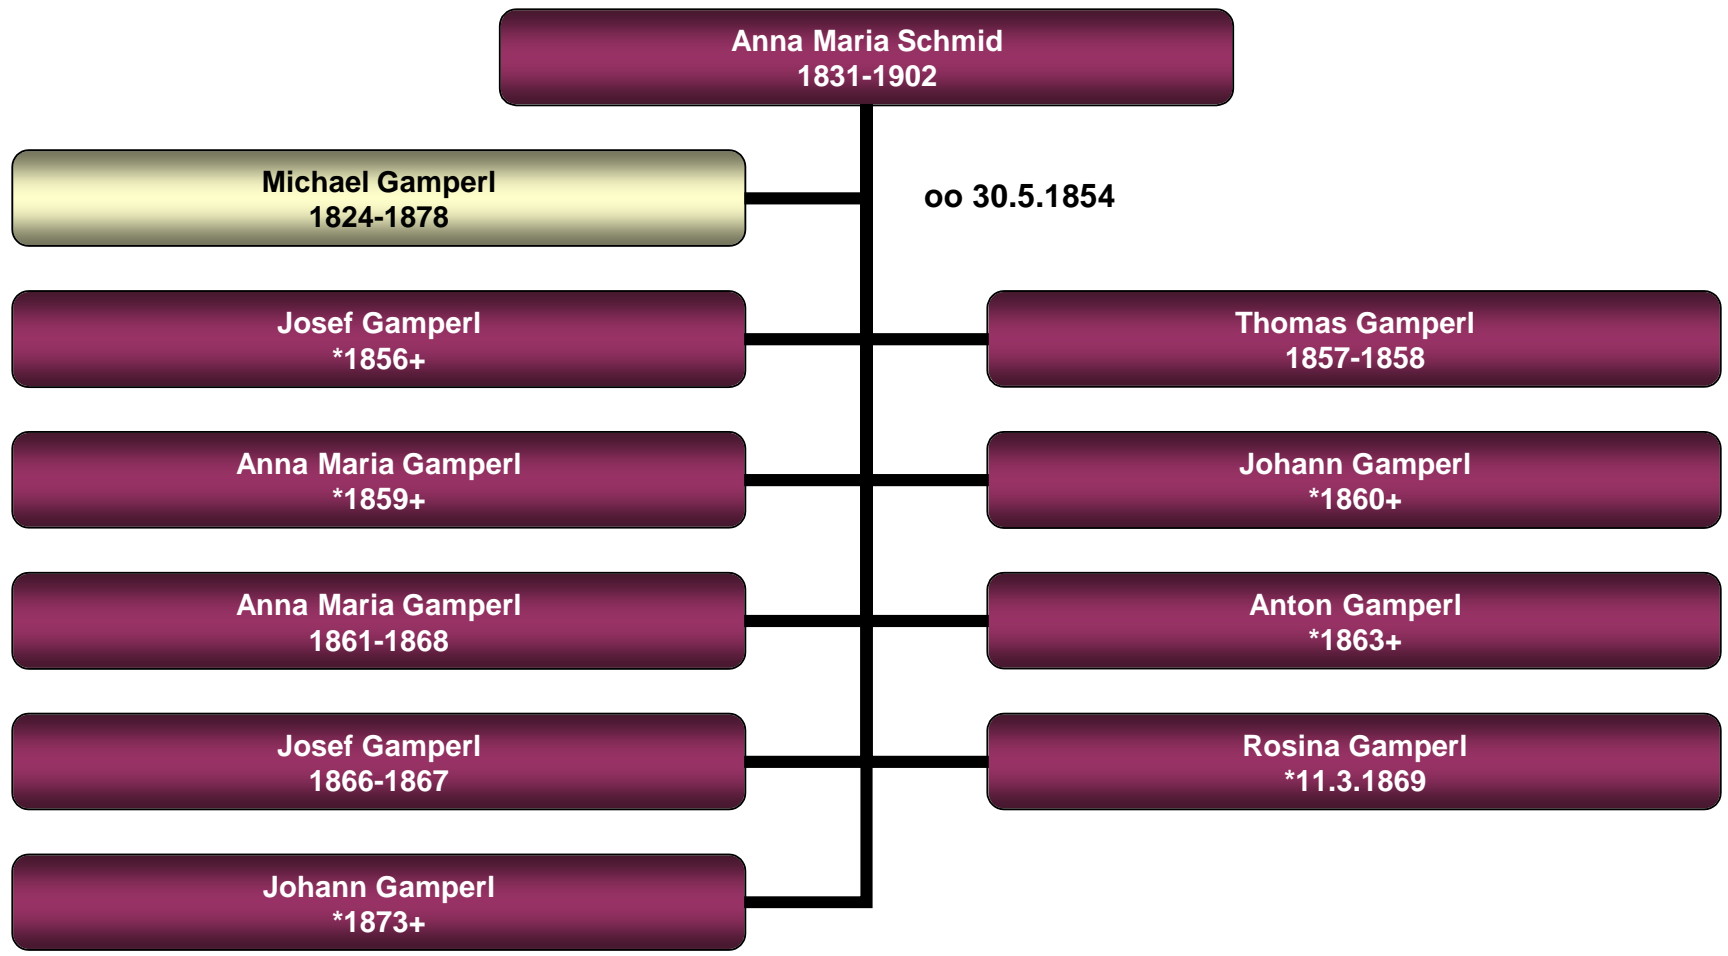 Anna Maria Schmid
1831-1902
Michael Gamperl
1824-1878
oo 30.5.1854
Josef Gamperl
*1856+
Thomas Gamperl
1857-1858
Anna Maria Gamperl
*1859+
Johann Gamperl
*1860+
Anna Maria Gamperl
1861-1868
Anton Gamperl
*1863+
Josef Gamperl
1866-1867
Rosina Gamperl
*11.3.1869
Johann Gamperl
*1873+